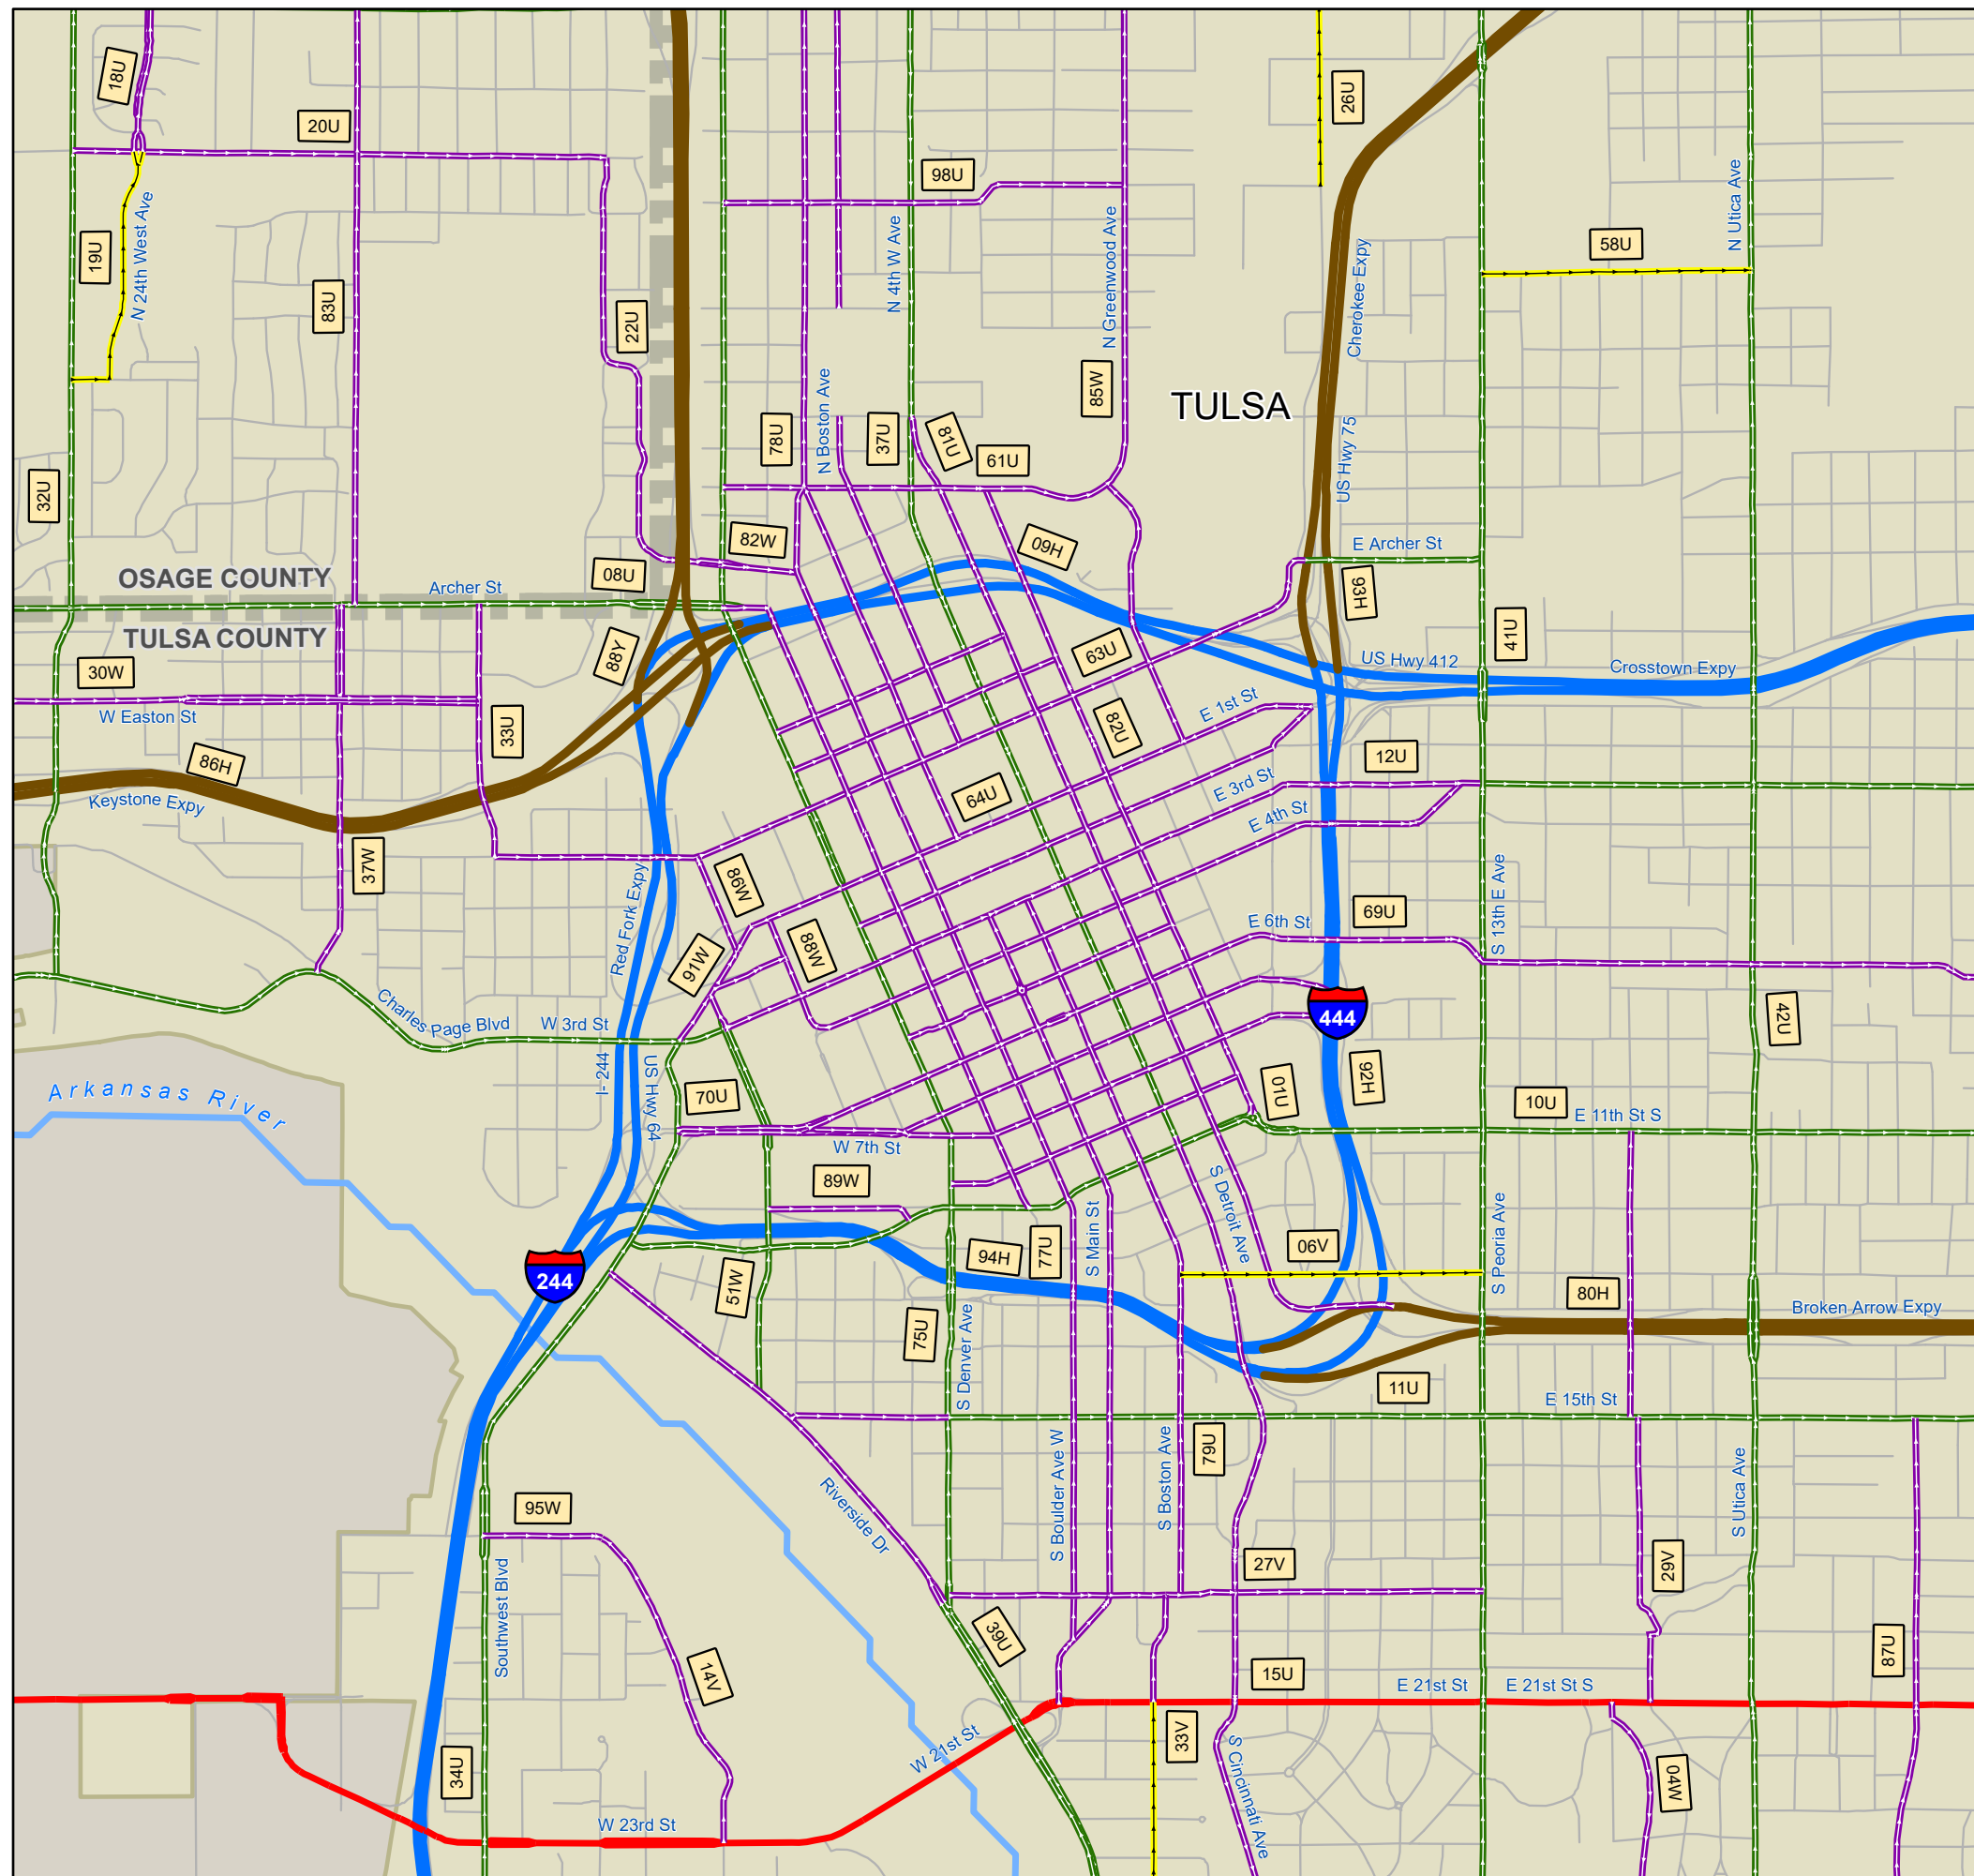 18U
20U
26U
98U
N 24th West Ave
19U
N 4th W Ave
N Greenwood Ave
N Utica Ave
58U
Cherokee Expy
83U
22U
85W
TULSA
N Boston Ave
78U
37U
81U
61U
US Hwy 75
32U
82W
09H
E Archer St
OSAGE COUNTY
08U
Archer St
93H
TULSA COUNTY
41U
88Y
30W
63U
US Hwy 412
Crosstown Expy
W Easton St
33U
82U
E 1st St
86H
12U
Keystone Expy
64U
E 3rd St
E 4th St
37W
86W
Red Fork Expy
69U
E 6th St
S 13th E Ave
88W
91W
Charles Page Blvd
W 3rd St
444
42U
Arkansas River
I- 244
US Hwy 64
70U
01U
92H
10U
E 11th St S
W 7th St
89W
S Detroit Ave
S Main St
S Peoria Ave
77U
94H
06V
244
51W
80H
Broken Arrow Expy
75U
S Denver Ave
11U
E 15th St
S Boulder Ave W
S Boston Ave
79U
S Utica Ave
95W
Riverside Dr
27V
29V
Southwest Blvd
39U
14V
15U
87U
E 21st St
E 21st St S
W 21st St
33V
S Cincinnati Ave
34U
04W
W 23rd St